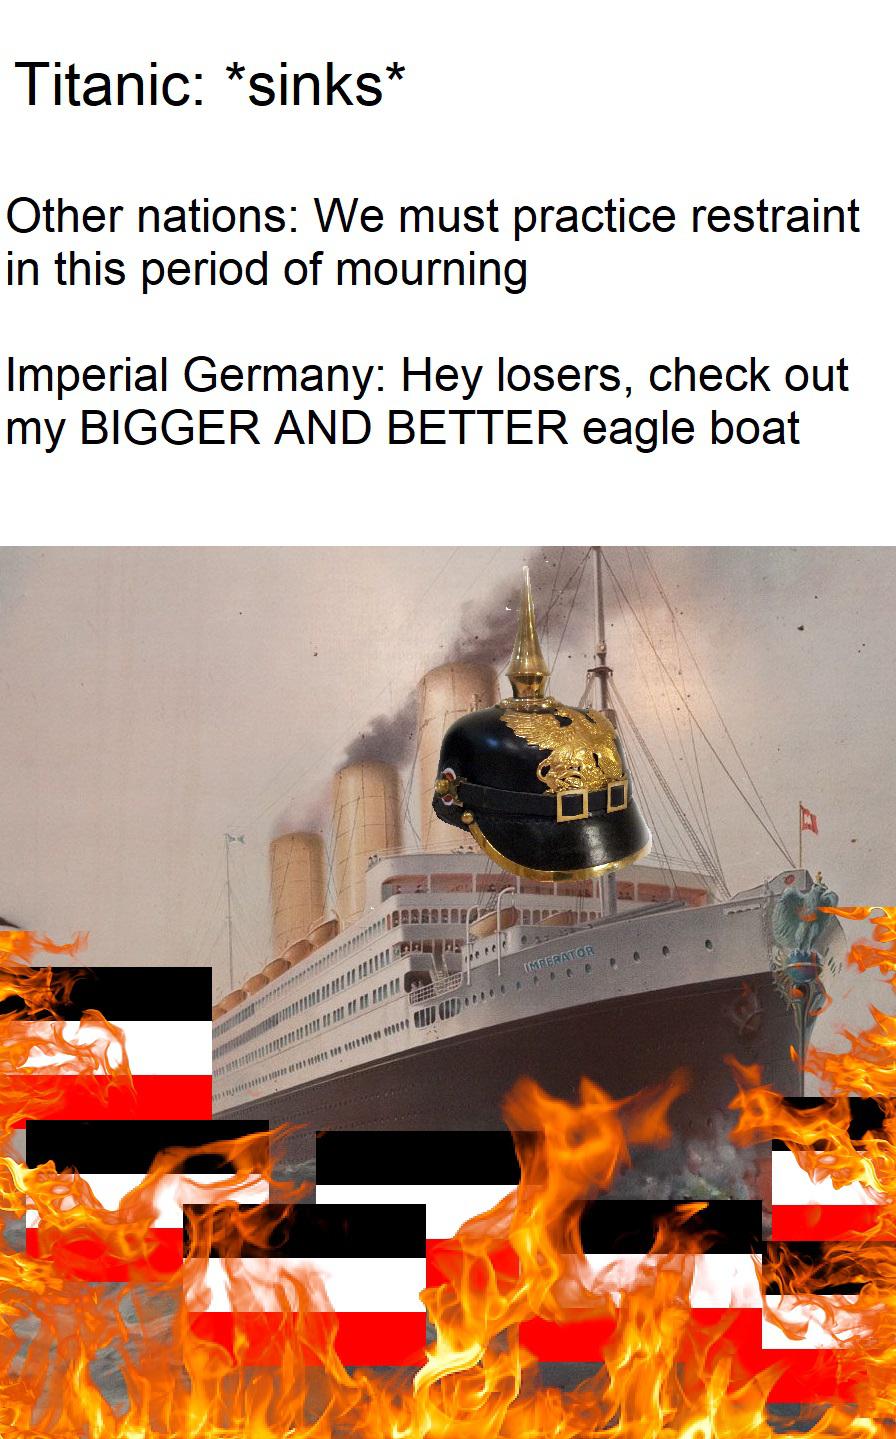 Titanic: *sinks*
Other nations: We must practice restraint
in this period of mourning
Imperial Germany: Hey losers, check out
my BIGGER AND BETTER eagle boat
IMPERATOR